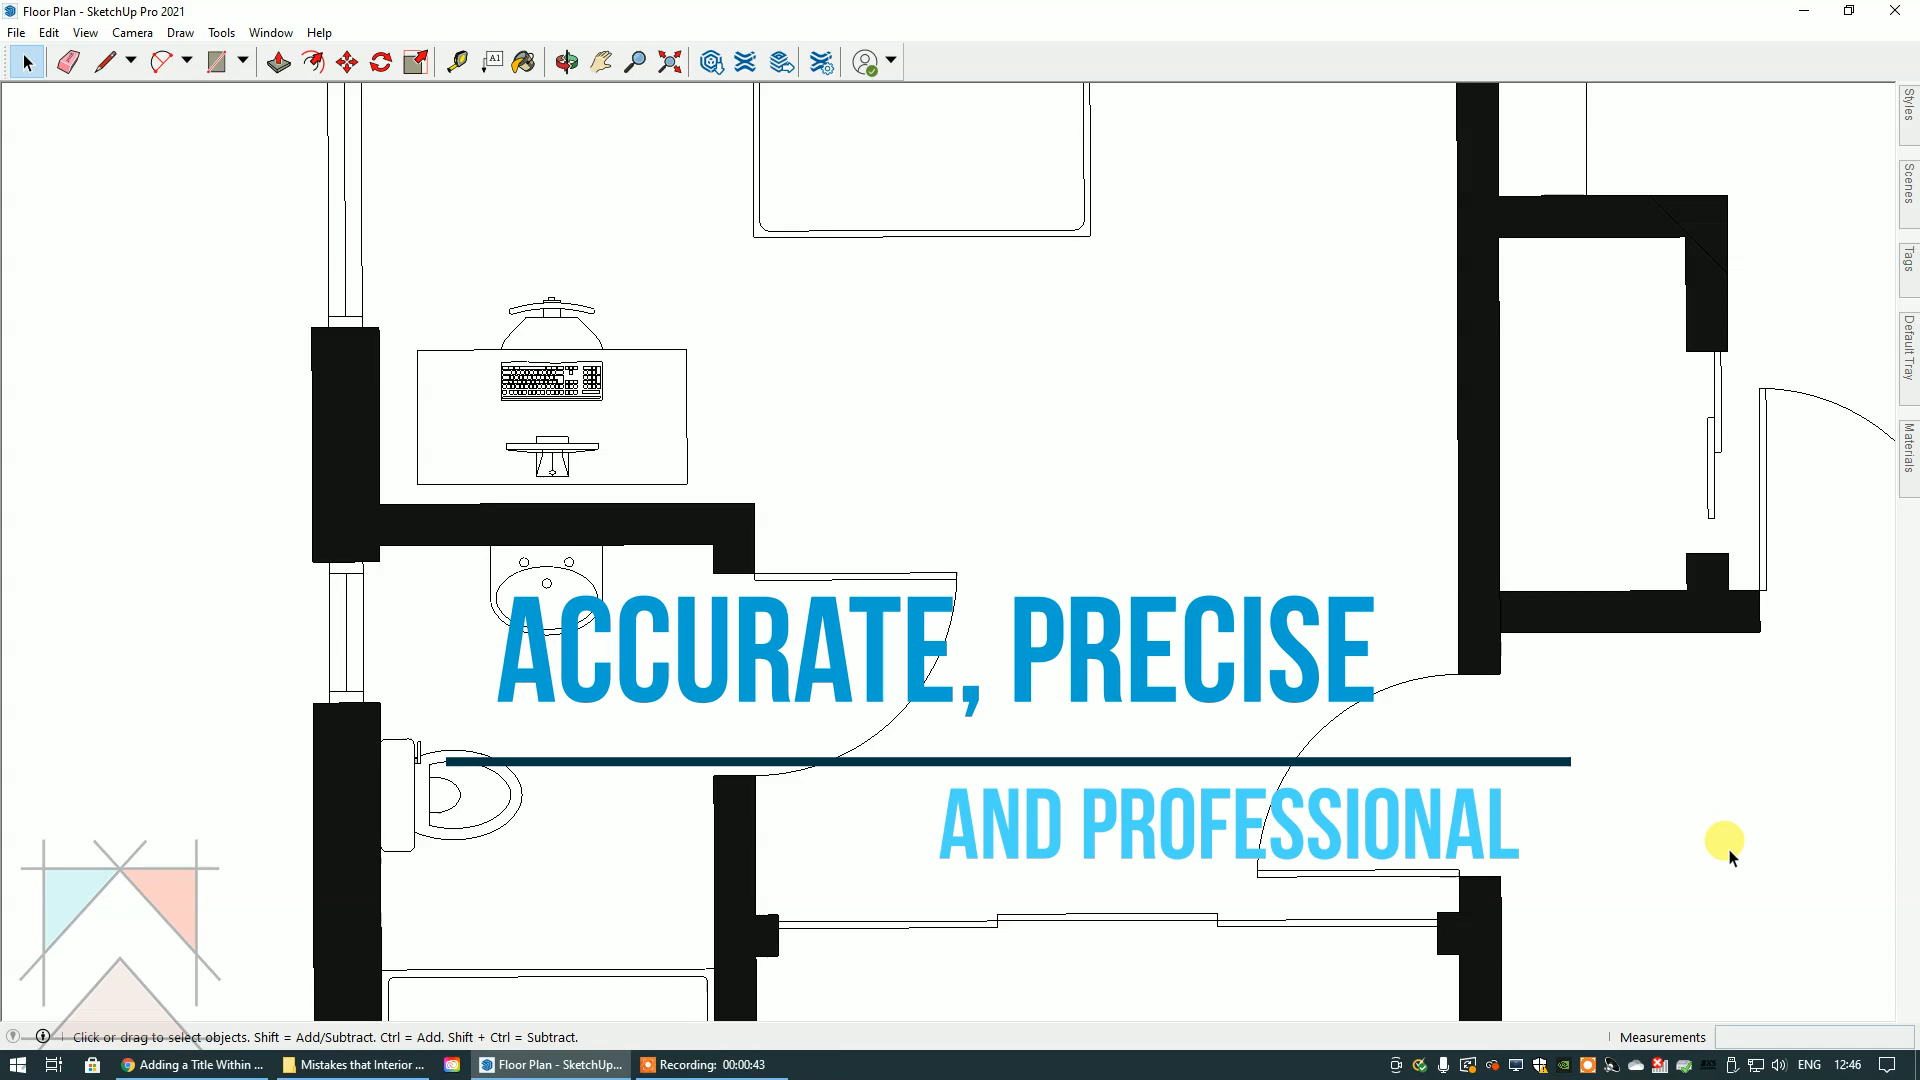 Floor Plan - SketchUp Pro 2021
File Edit View Camera Draw Tools Window Help
A1
Styles
Scenes
Tags
Default Tray
Materials
ACCURATE, PRECISE
AND PROFESSIONAL
Click or drag to select objects. Shift = Add/Subtract. Ctrl = Add. Shift + Ctrl = Subtract.
Measurements
Adding a Title Within ...
Mistakes that Interior ...
Floor Plan - SketchUp...
Recording: 00:00:43
ENG
12:46